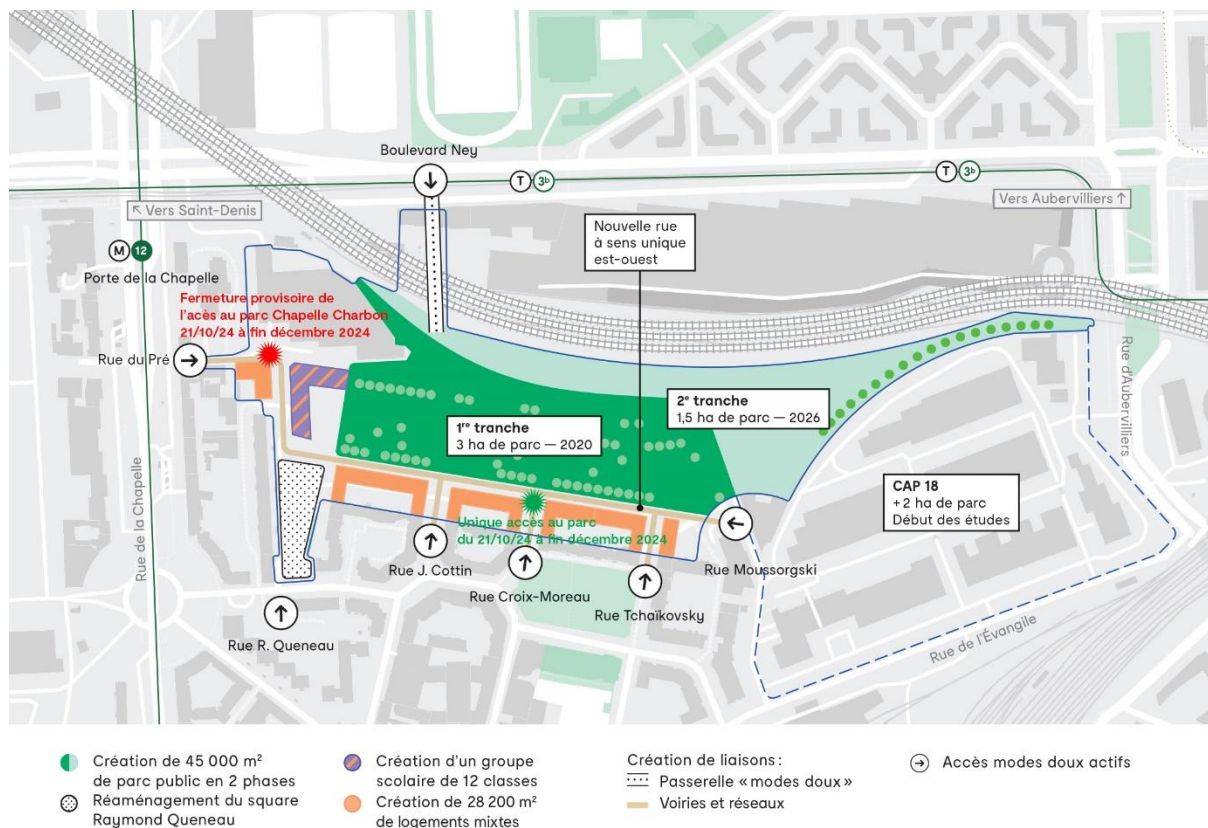 Boulevard Ney
T 3b
T 3b
↖ Vers Saint-Denis
Vers Aubervilliers ↑
Nouvelle rue
à sens unique
est-ouest
M 12
Porte de la Chapelle
Fermeture provisoire de
l'acès au parc Chapelle Charbon
21/10/24 à fin décembre 2024
Rue du Pré
Rue d'Aubervilliers
2e tranche
1,5 ha de parc — 2026
1re tranche
3 ha de parc — 2020
CAP 18
+ 2 ha de parc
Début des études
Rue de la Chapelle
Unique accès au parc
du 21/10/24 à fin décembre 2024
Rue J. Cottin
Rue Moussorgski
Rue Croix-Moreau
Rue Tchaïkovsky
Rue R. Queneau
Rue de l'Évangile
Création de 45 000 m²
de parc public en 2 phases
Réaménagement du square
Raymond Queneau
Création d'un groupe
scolaire de 12 classes
Création de 28 200 m²
de logements mixtes
Création de liaisons :
Passerelle « modes doux »
Voiries et réseaux
Accès modes doux actifs